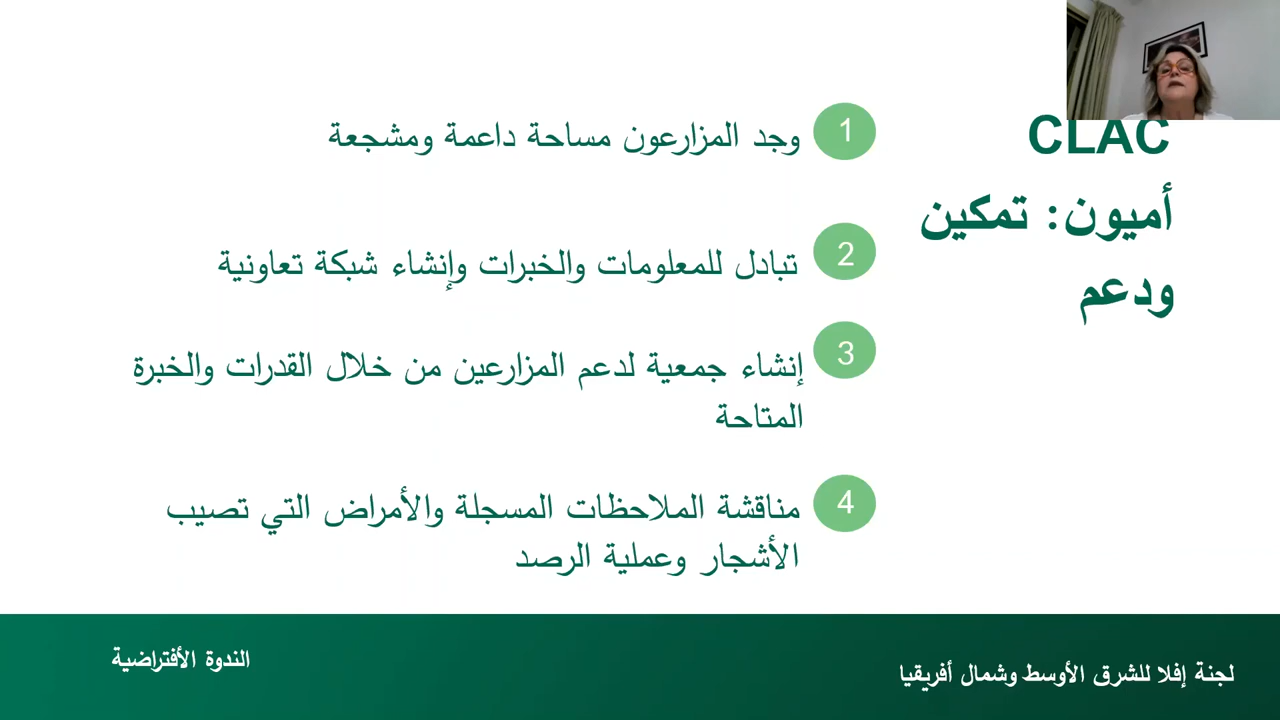 CLAC
أميون: تمكين
ودعم
1
وجد المزارعون مساحة داعمة ومشجعة
2
تبادل للمعلومات والخبرات وإنشاء شبكة تعاونية
3
إنشاء جمعية لدعم المزارعين من خلال القدرات والخبرة
المتاحة
4
مناقشة الملاحظات المسجلة والأمراض التي تصيب
الأشجار وعملية الرصد
لجنة إفلا للشرق الأوسط وشمال أفريقيا
الندوة الأفتراضية